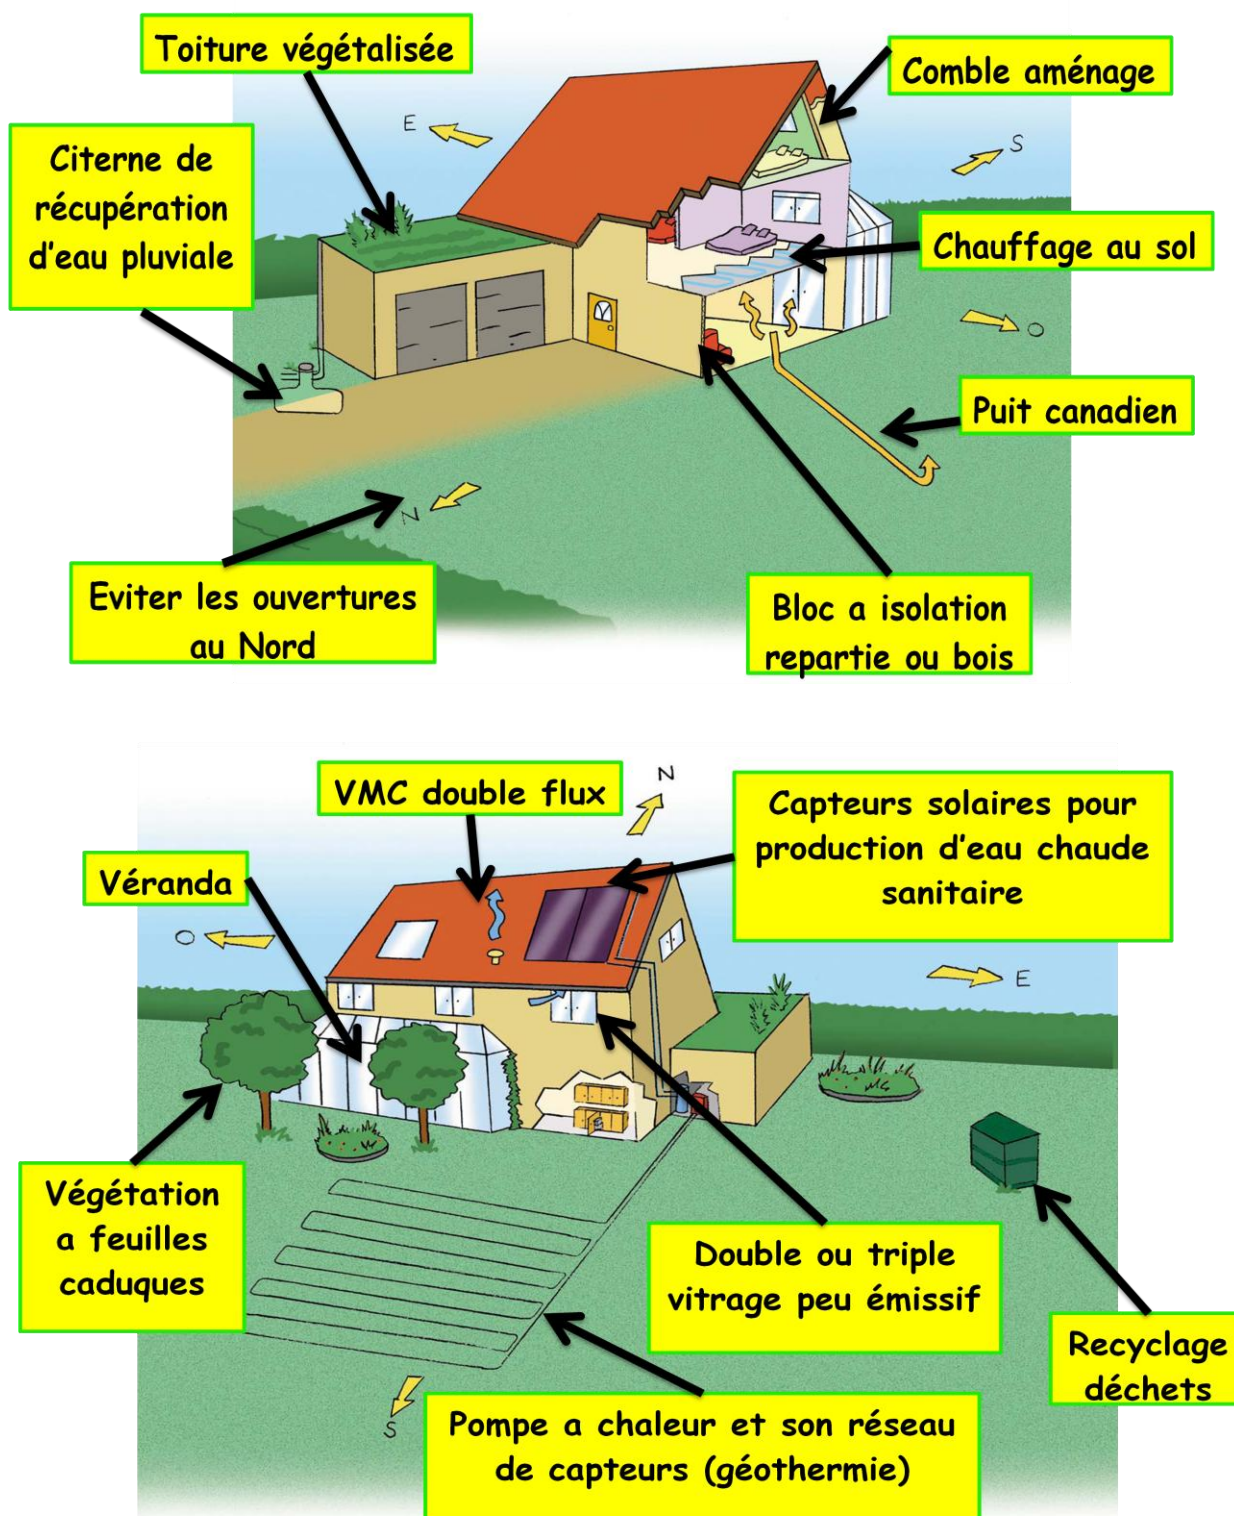 Toiture végétalisée
Comble aménage
E
S
Citerne de
récupération
d'eau pluviale
Chauffage au sol
O
Puit canadien
N
Eviter les ouvertures
au Nord
Bloc a isolation
repartie ou bois
VMC double flux
N
Capteurs solaires pour
production d'eau chaude
sanitaire
Véranda
O
E
Végétation
a feuilles
caduques
Double ou triple
vitrage peu émissif
Recyclage
déchets
S
Pompe a chaleur et son réseau
de capteurs (géothermie)